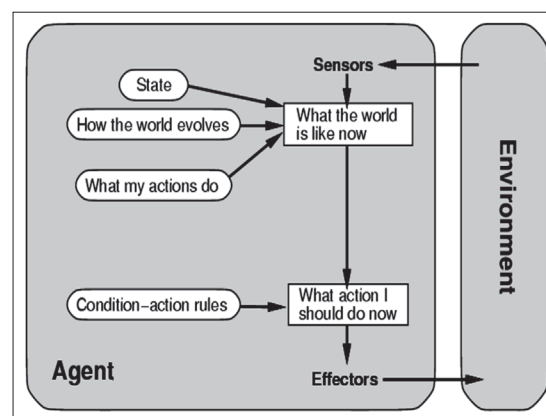 Sensors
State
What the world
is like now
How the world evolves
What my actions do
Environment
Condition−action rules
What action I
should do now
Agent
Effectors